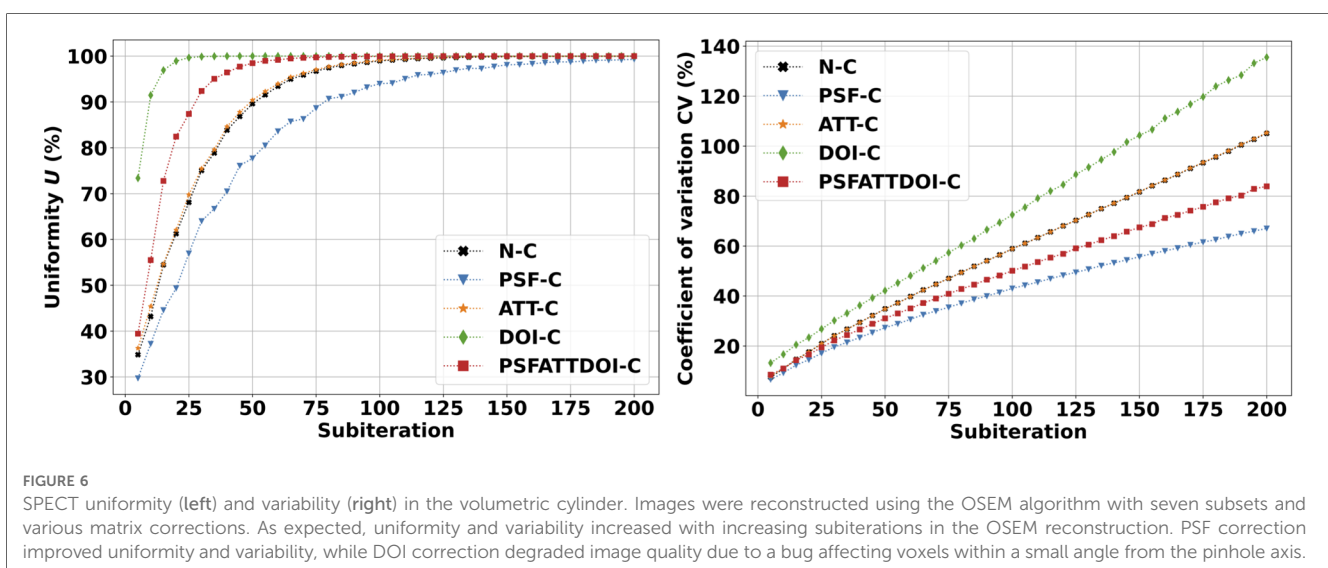 100
90
80
70
60
50
40
30
Uniformity U (%)
N-C
PSF-C
ATT-C
DOI-C
PSFATTDOI-C
0 25 50 75 100 125 150 175 200
Subiteration
140
120
100
80
60
40
20
Coefficient of variation CV (%)
N-C
PSF-C
ATT-C
DOI-C
PSFATTDOI-C
0 25 50 75 100 125 150 175 200
Subiteration
FIGURE 6
SPECT uniformity (left) and variability (right) in the volumetric cylinder. Images were reconstructed using the OSEM algorithm with seven subsets and
various matrix corrections. As expected, uniformity and variability increased with increasing subiterations in the OSEM reconstruction. PSF correction
improved uniformity and variability, while DOI correction degraded image quality due to a bug affecting voxels within a small angle from the pinhole axis.